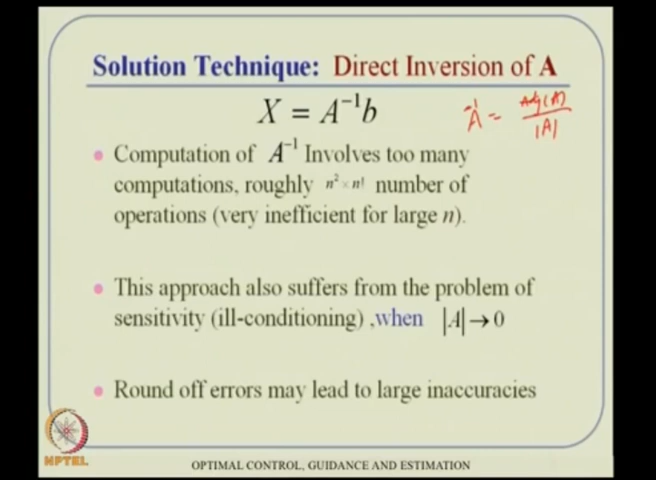 Solution Technique: Direct Inversion of A
X = A⁻¹b
A⁻¹ = Adj(A) / |A|
• Computation of A⁻¹ Involves too many
computations, roughly n² × n! number of
operations (very inefficient for large n).
• This approach also suffers from the problem of
sensitivity (ill-conditioning) ,when |A| → 0
• Round off errors may lead to large inaccuracies
NPTEL
OPTIMAL CONTROL, GUIDANCE AND ESTIMATION